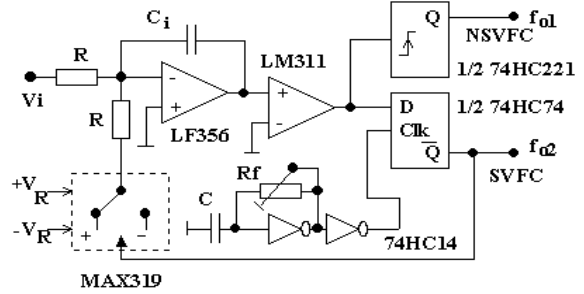 C i
Q
f o1
R
NSVFC
LM311
1/2 74HC221
-
+
+
-
Vi
LF356
R
D
1/2 74HC74
Clk
Q̅
f o2
SVFC
+V R
-V R
+
-
Rf
C
74HC14
MAX319